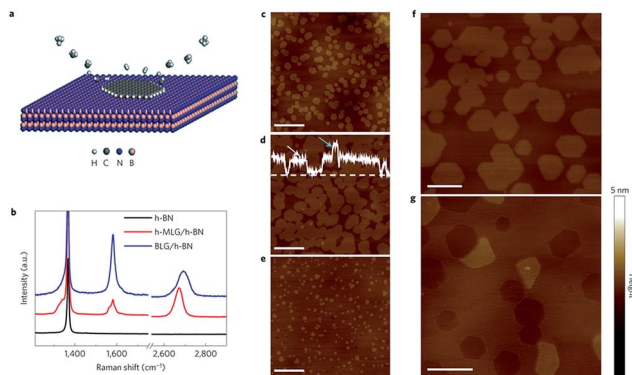 a
H C N B
b
Intensity (a.u.)
h-BN
h-MLG/h-BN
BLG/h-BN
1,400 1,600 2,600 2,800
Raman shift (cm⁻¹)
c
d
e
f
g
5 nm
Height